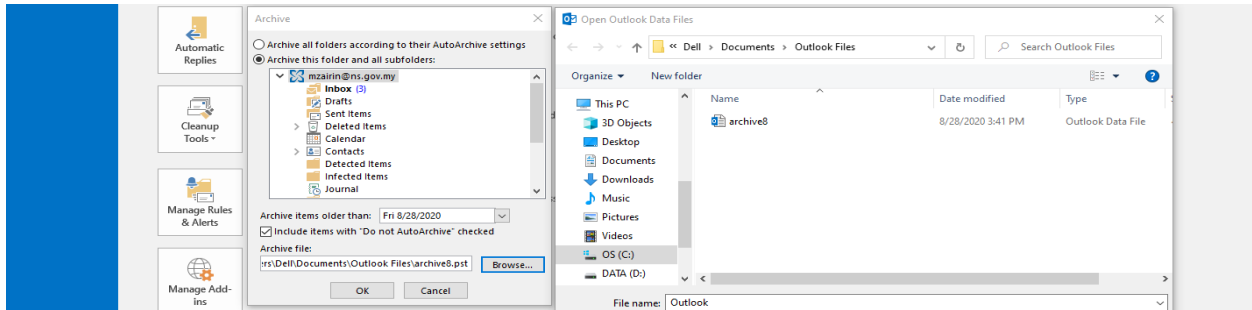 Automatic
Replies
Cleanup
Tools
Manage Rules
& Alerts
Manage Add-
ins
Archive
Archive all folders according to their AutoArchive settings
Archive this folder and all subfolders:
mzairin@ns.gov.my
Inbox (3)
Drafts
Sent Items
Deleted Items
Calendar
Contacts
Detected Items
Infected Items
Journal
Archive items older than: Fri 8/28/2020
Include items with "Do not AutoArchive" checked
Archive file:
rs\Dell\Documents\Outlook Files\archive8.pst Browse...
OK Cancel
Open Outlook Data Files
« Dell › Documents › Outlook Files Search Outlook Files
Organize New folder
This PC
3D Objects
Desktop
Documents
Downloads
Music
Pictures
Videos
OS (C:)
DATA (D:)
Name Date modified Type
archive8 8/28/2020 3:41 PM Outlook Data File
File name: Outlook